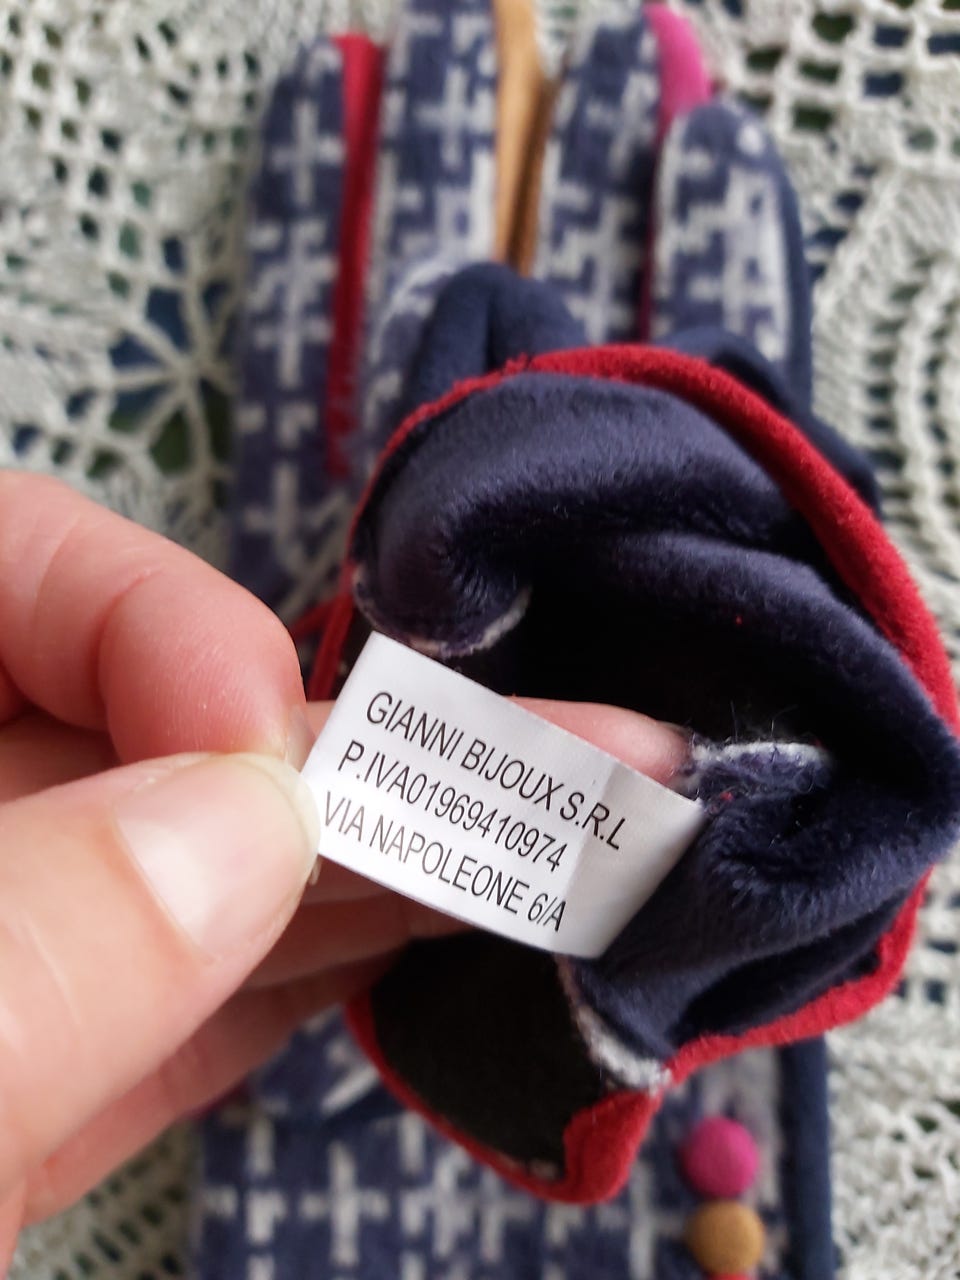 GIANNI BIJOUX S.R.L
P.IVA01969410974
VIA NAPOLEONE 6/A